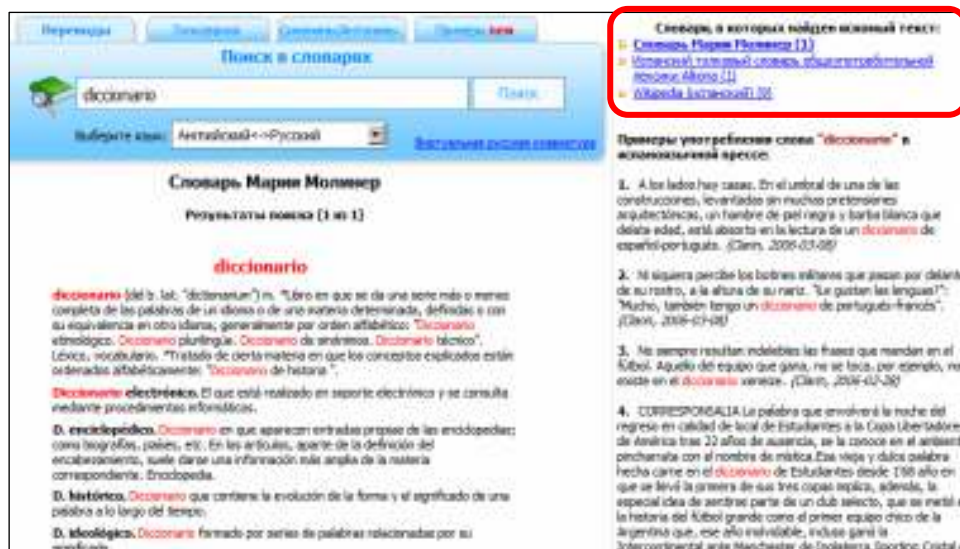 Переводы
new
Поиск в словарях
diccionario
Поиск
Выберите язык: Английский<->Русский
Виртуальная русская клавиатура
Словарь Марии Молинер
Результаты поиска (1 из 1)
diccionario
diccionario (del b. lat. "dictionarium") m. *Libro en que se da una serie más o menos
completa de las palabras de un idioma o de una materia determinada, definidas o con
su equivalencia en otro idioma, generalmente por orden alfabético: "Diccionario
etimológico. Diccionario plurilingüe. Diccionario de sinónimos. Diccionario técnico".
Léxico, vocabulario. *Tratado de cierta materia en que los conceptos explicados están
ordenados alfabéticamente: "Diccionario de historia ".
Diccionario electrónico. El que está realizado en soporte electrónico y se consulta
mediante procedimientos informáticos.
D. enciclopédico. Diccionario en que aparecen entradas propias de las enciclopedias;
como biografías, países, etc. En los artículos, aparte de la definición del
encabezamiento, suele darse una información más amplia de la materia
correspondiente. Enciclopedia.
D. histórico. Diccionario que contiene la evolución de la forma y el significado de una
palabra a lo largo del tiempo.
D. ideológico. Diccionario formado por series de palabras relacionadas por su
significado.
Словарь, в которых найден искомый текст:
Словарь Марии Молинер (1)
Испанский толковый словарь общеупотребительной
лексики (1)
Wikipedia (испанский)
Примеры употребления слова "diccionario" в
испаноязычной прессе:
1. A los lados hay casas. En el umbral de una de las
construcciones, levantadas sin muchas pretensiones
arquitectónicas, un hombre de piel negra y barba blanca que
delata edad, está absorto en la lectura de un diccionario de
español-portugués. (Clarín, 2006-03-08)
2. Ni siquiera percibe los botines militares que pasan por delante
de su rostro, a la altura de su nariz. "Le gustan las lenguas?":
"Mucho, también tengo un diccionario de portugués-francés".
(Clarín, 2006-03-08)
3. No siempre resultan indelebles las frases que mandan en el
fútbol. Aquello del equipo que gana, no se toca, por ejemplo, no
existe en el diccionario (Clarín, 2006-02-28)
4. CORRESPONSALIA La palabra que envolverá la noche del
regreso en calidad de local de Estudiantes a la Copa Libertadores
de América tras 22 años de ausencia, se la conoce en el ambiente
pincharrata con el nombre de mística. Esa vieja y dulce palabra
hecha carne en el diccionario de Estudiantes desde 1'68 año en
que se llevó la primera de sus tres copas replica, además, la
especial idea de sentirse parte de un club selecto, que se metió
la historia del fútbol grande como el primer equipo chico de la
Argentina que, ese año inolvidable, incluso ganó la
Intercontinental ante Manchester de Inglaterra. Sporting Cristal